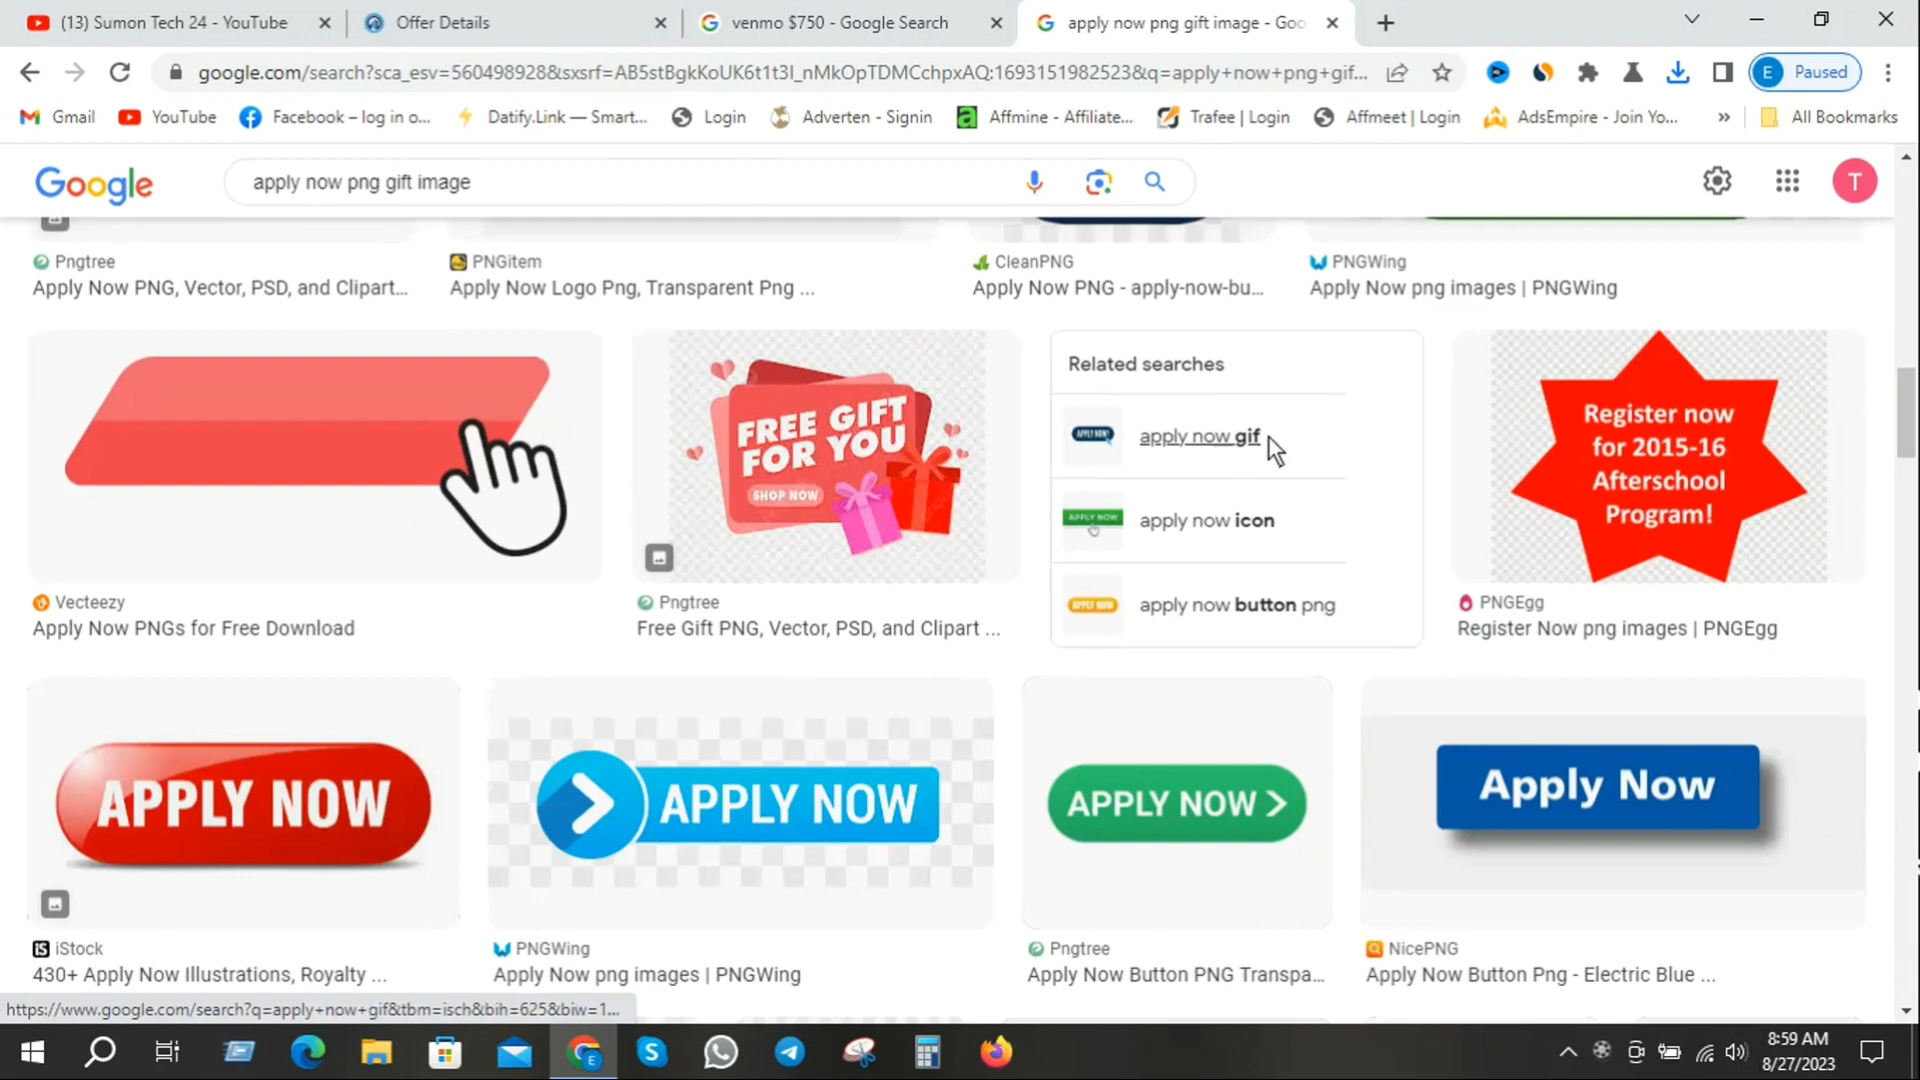 (13) Sumon Tech 24 - YouTube
Offer Details
venmo $750 - Google Search
apply now png gift image - Goo
google.com/search?sca_esv=560498928&sxsrf=AB5stBgkKoUK6t1t3l_nMkOpTDMCchpxAQ:1693151982523&q=apply+now+png+gif...
E Paused
Gmail
YouTube
Facebook – log in o...
Datify.Link — Smart...
Login
Adverten - Signin
Affmine - Affiliate...
Trafee | Login
Affmeet | Login
AdsEmpire - Join Yo...
»
All Bookmarks
Google
apply now png gift image
T
Pngtree
Apply Now PNG, Vector, PSD, and Clipart...
PNGitem
Apply Now Logo Png, Transparent Png ...
CleanPNG
Apply Now PNG - apply-now-bu...
PNGWing
Apply Now png images | PNGWing
FREE GIFT
FOR YOU
SHOP NOW
Related searches
APPLY NOW!
apply now gif
APPLY NOW
apply now icon
APPLY NOW
apply now button png
Register now
for 2015-16
Afterschool
Program!
Vecteezy
Apply Now PNGs for Free Download
Pngtree
Free Gift PNG, Vector, PSD, and Clipart ...
PNGEgg
Register Now png images | PNGEgg
APPLY NOW
APPLY NOW
APPLY NOW
Apply Now
iS iStock
430+ Apply Now Illustrations, Royalty ...
PNGWing
Apply Now png images | PNGWing
Pngtree
Apply Now Button PNG Transpa...
NicePNG
Apply Now Button Png - Electric Blue ...
https://www.google.com/search?q=apply+now+gif&tbm=isch&bih=625&biw=1...
E
8:59 AM
8/27/2023